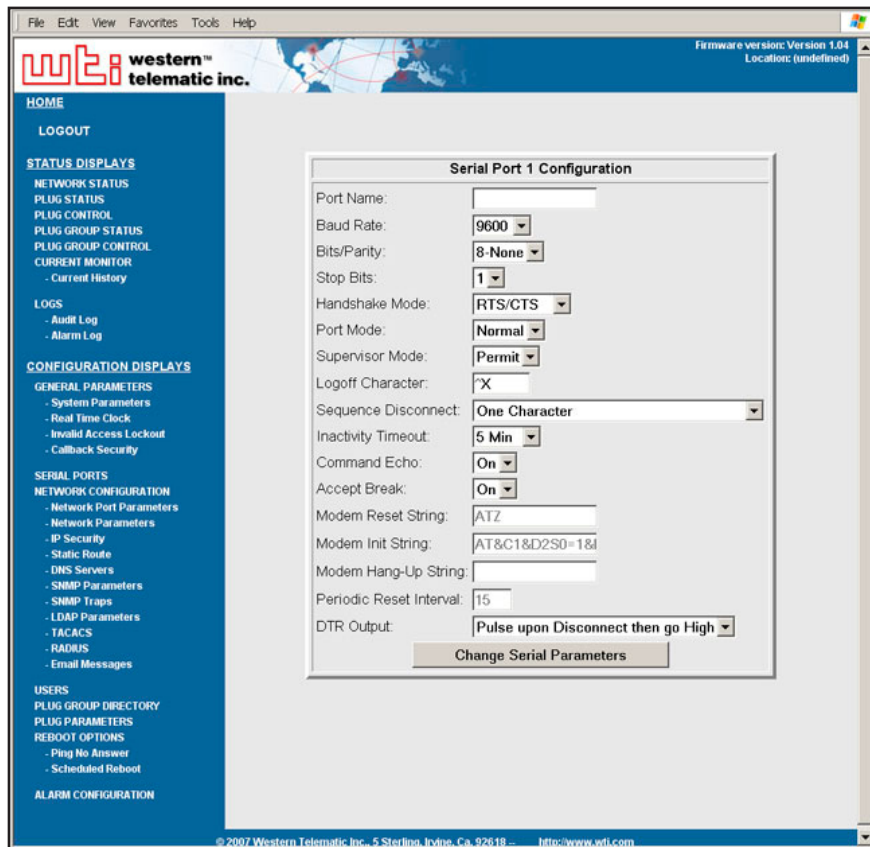 File Edit View Favorites Tools Help
wti western™
telematic inc.
Firmware version: Version 1.04
Location: (undefined)
HOME
LOGOUT
STATUS DISPLAYS
NETWORK STATUS
PLUG STATUS
PLUG CONTROL
PLUG GROUP STATUS
PLUG GROUP CONTROL
CURRENT MONITOR
- Current History
LOGS
- Audit Log
- Alarm Log
CONFIGURATION DISPLAYS
GENERAL PARAMETERS
- System Parameters
- Real Time Clock
- Invalid Access Lockout
- Callback Security
SERIAL PORTS
NETWORK CONFIGURATION
- Network Port Parameters
- Network Parameters
- IP Security
- Static Route
- DNS Servers
- SNMP Parameters
- SNMP Traps
- LDAP Parameters
- TACACS
- RADIUS
- Email Messages
USERS
PLUG GROUP DIRECTORY
PLUG PARAMETERS
REBOOT OPTIONS
- Ping No Answer
- Scheduled Reboot
ALARM CONFIGURATION
Serial Port 1 Configuration
Port Name:
Baud Rate: 9600
Bits/Parity: 8-None
Stop Bits: 1
Handshake Mode: RTS/CTS
Port Mode: Normal
Supervisor Mode: Permit
Logoff Character: ^X
Sequence Disconnect: One Character
Inactivity Timeout: 5 Min
Command Echo: On
Accept Break: On
Modem Reset String: ATZ
Modem Init String: AT&C1&D2S0=1&
Modem Hang-Up String:
Periodic Reset Interval: 15
DTR Output: Pulse upon Disconnect then go High
Change Serial Parameters
© 2007 Western Telematic Inc., 5 Sterling, Irvine, Ca. 92618 -- http://www.wti.com